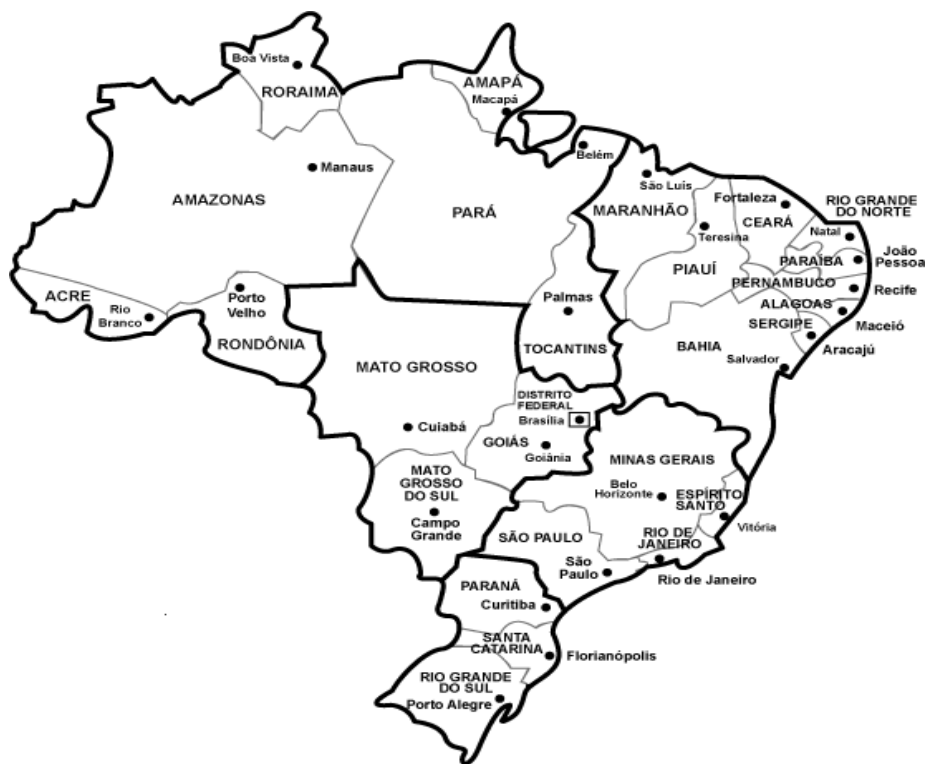 Boa Vista
RORAIMA
AMAPÁ
Macapá
Manaus
AMAZONAS
PARÁ
Belém
São Luís
MARANHÃO
Teresina
PIAUÍ
Fortaleza
CEARÁ
RIO GRANDE
DO NORTE
Natal
PARAÍBA
João
Pessoa
PERNAMBUCO
Recife
ALAGOAS
Maceió
SERGIPE
Aracajú
BAHIA
Salvador
ACRE
Rio
Branco
Porto
Velho
RONDÔNIA
Palmas
TOCANTINS
MATO GROSSO
Cuiabá
DISTRITO
FEDERAL
Brasília
GOIÁS
Goiânia
MATO
GROSSO
DO SUL
Campo
Grande
MINAS GERAIS
Belo
Horizonte
ESPÍRITO
SANTO
Vitória
RIO DE
JANEIRO
Rio de Janeiro
SÃO PAULO
São
Paulo
PARANÁ
Curitiba
SANTA
CATARINA
Florianópolis
RIO GRANDE
DO SUL
Porto Alegre